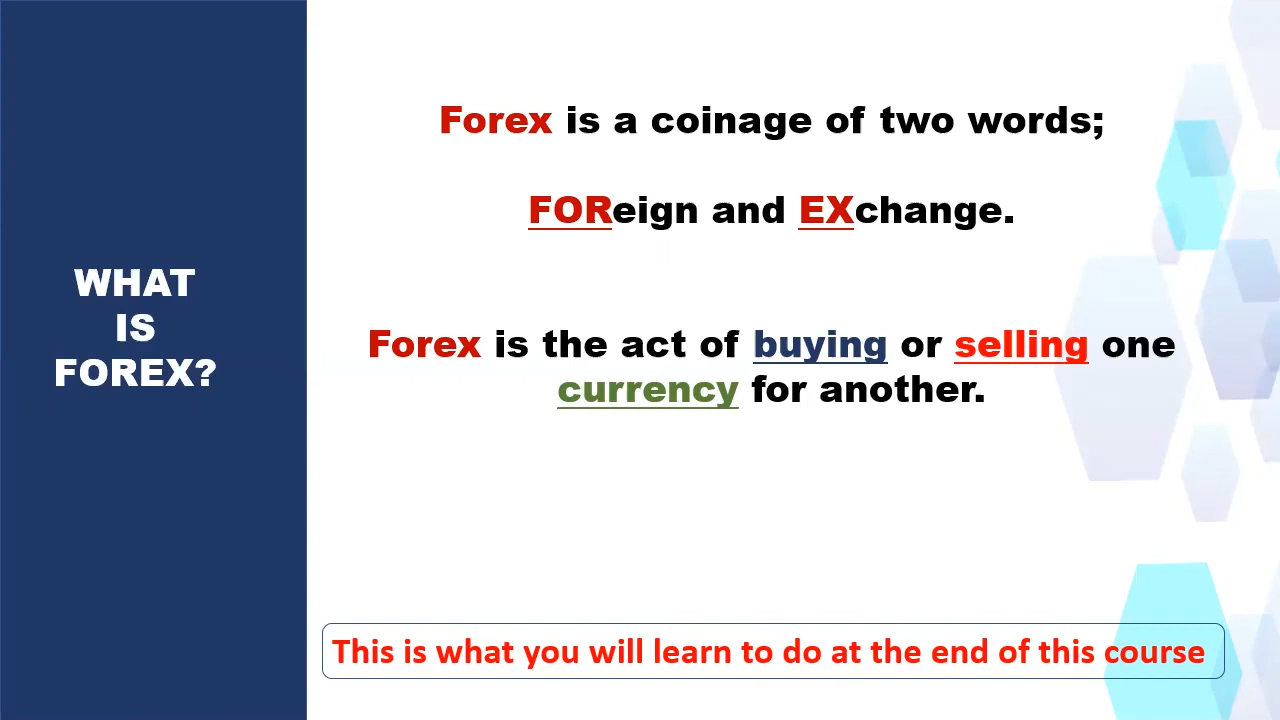 WHAT
IS
FOREX?
Forex is a coinage of two words;
FOReign and EXchange.
Forex is the act of buying or selling one
currency for another.
This is what you will learn to do at the end of this course